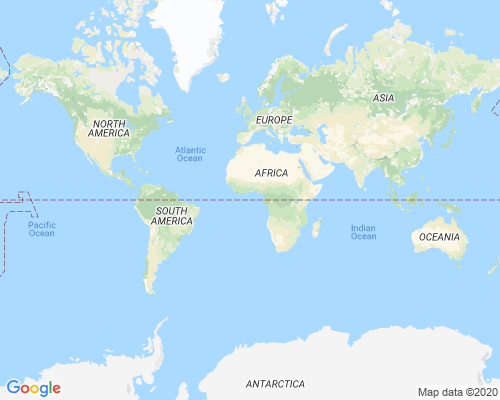 ASIA
EUROPE
NORTH
AMERICA
Atlantic
Ocean
AFRICA
SOUTH
AMERICA
Pacific
Ocean
Indian
Ocean
OCEANIA
ANTARCTICA
Google
Map data ©2020